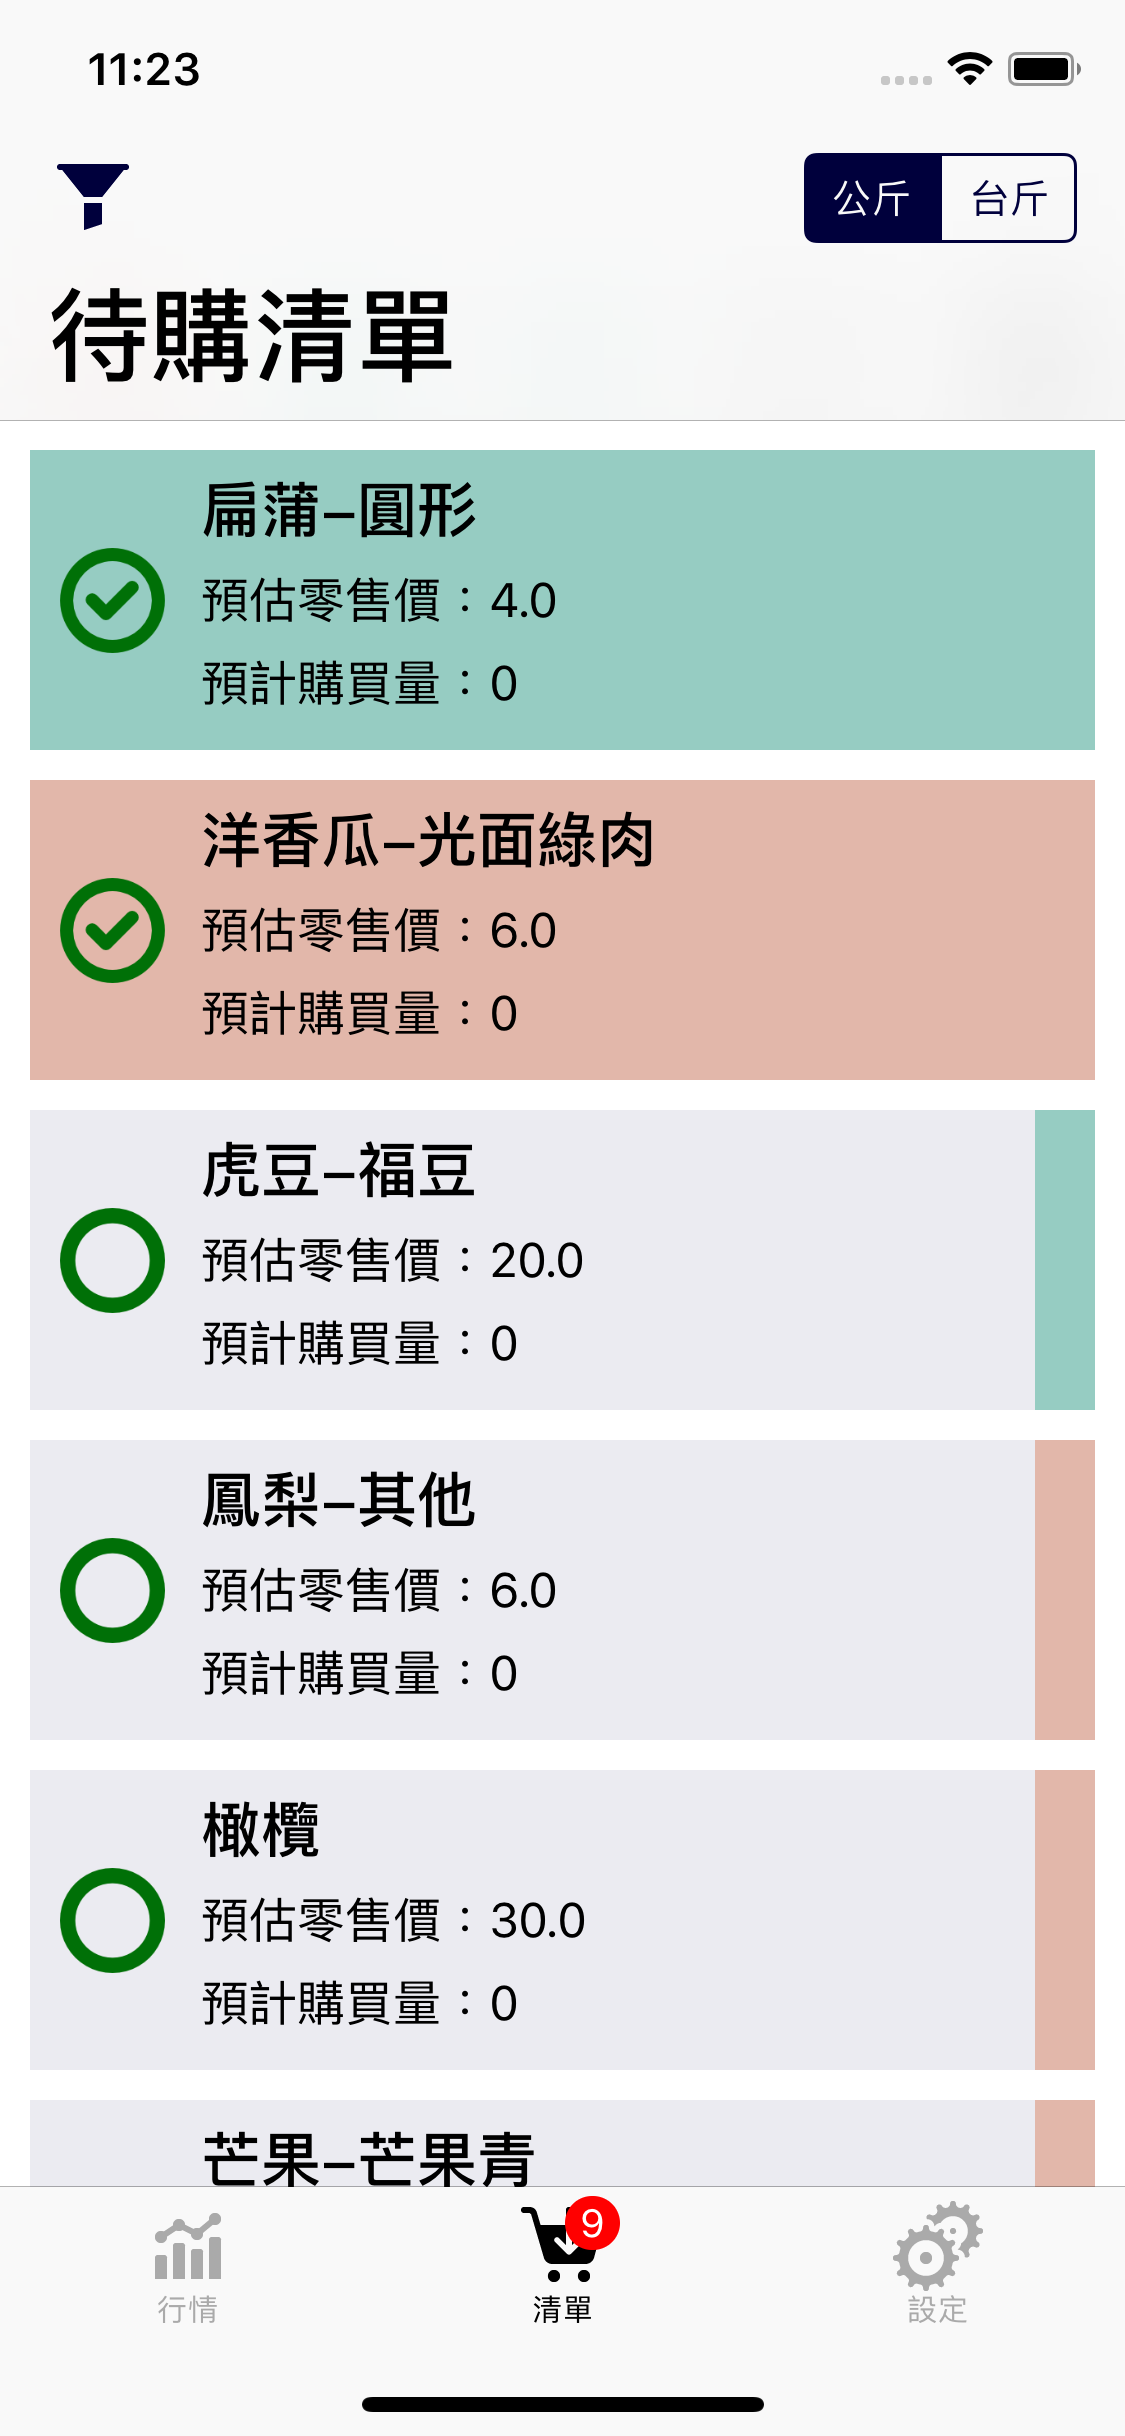 11:23
公斤 台斤
待購清單
扁蒲–圓形
預估零售價：4.0
預計購買量：0
洋香瓜–光面綠肉
預估零售價：6.0
預計購買量：0
虎豆–福豆
預估零售價：20.0
預計購買量：0
鳳梨–其他
預估零售價：6.0
預計購買量：0
橄欖
預估零售價：30.0
預計購買量：0
芒果–芒果青
9
行情 清單 設定